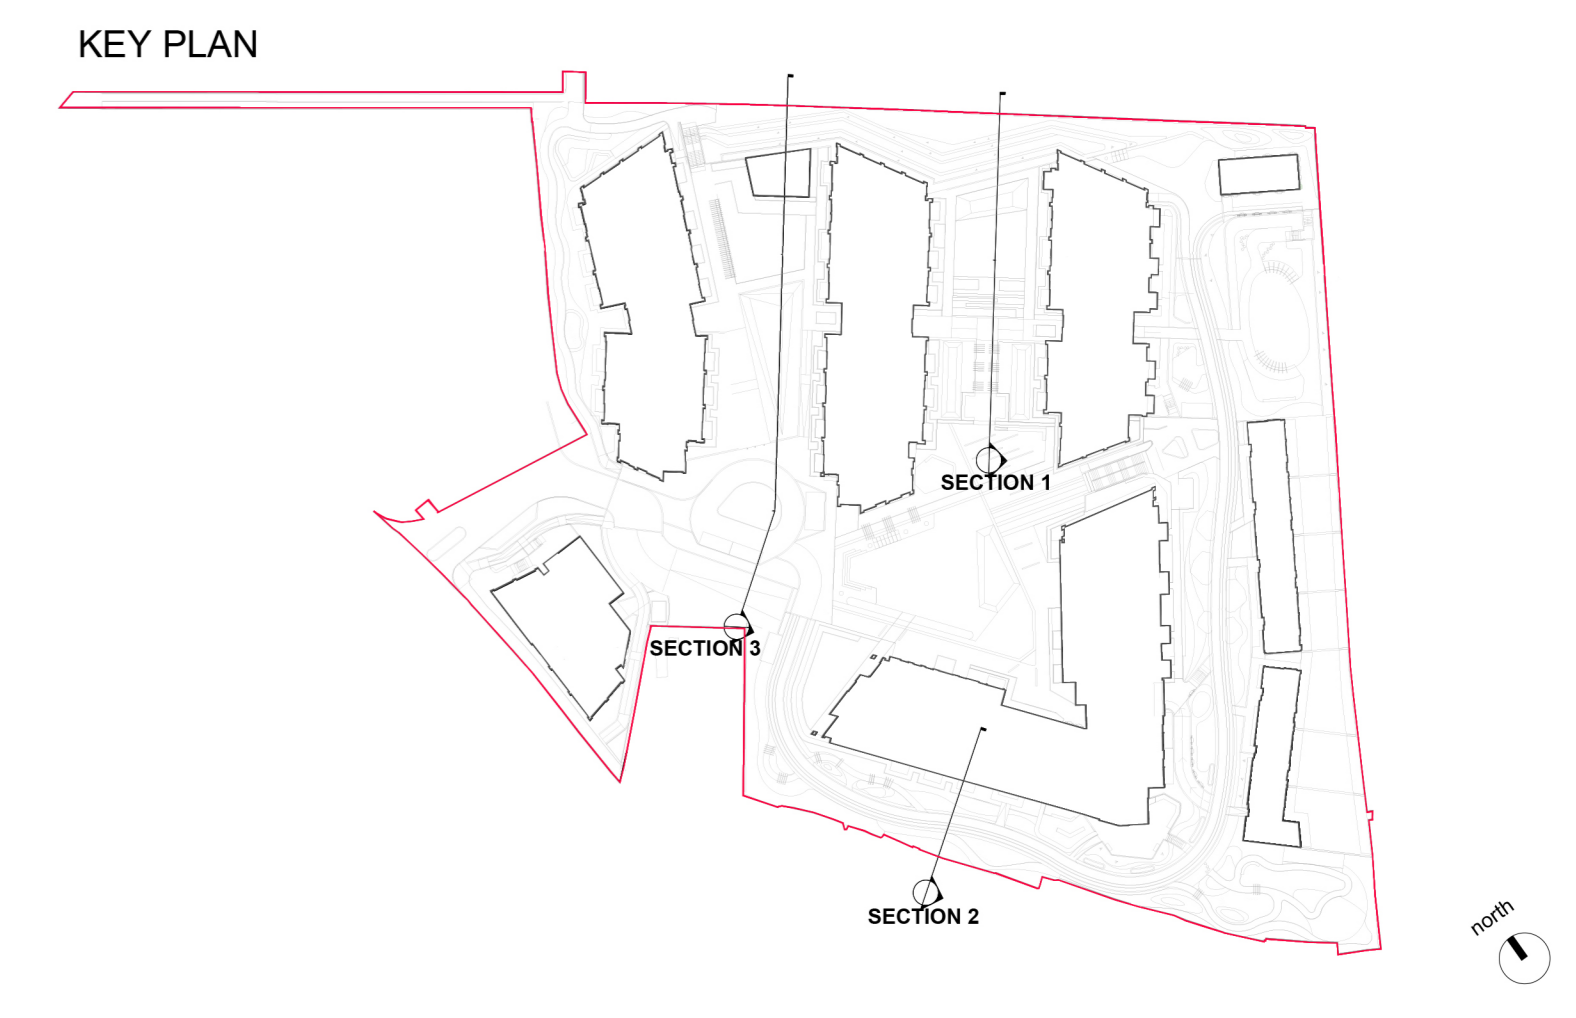 KEY PLAN
SECTION 1
SECTION 3
SECTION 2
north